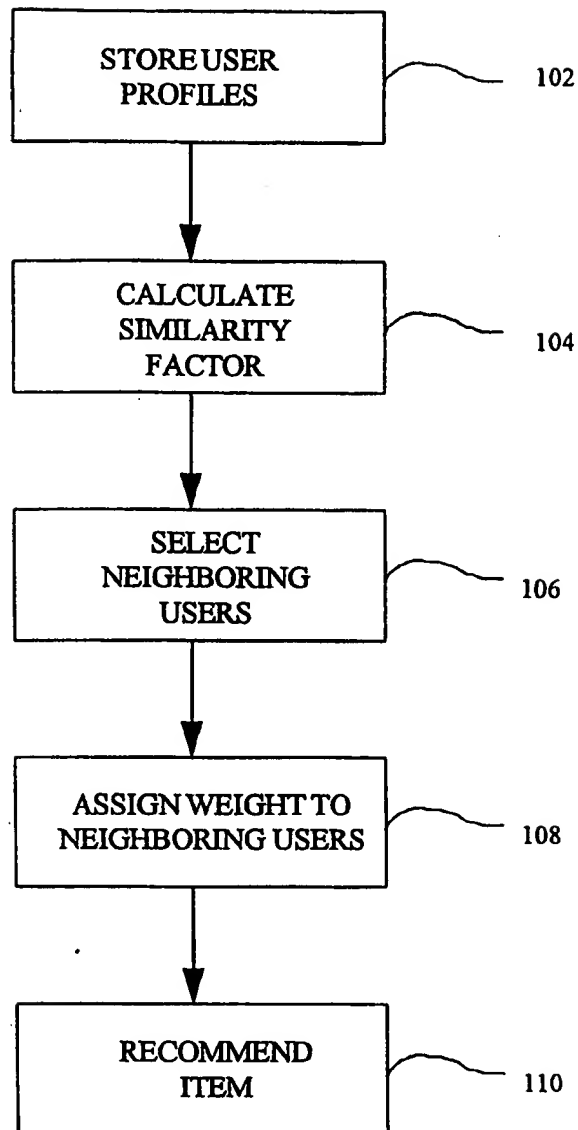 STORE USER
PROFILES
102
CALCULATE
SIMILARITY
FACTOR
104
SELECT
NEIGHBORING
USERS
106
ASSIGN WEIGHT TO
NEIGHBORING USERS
108
RECOMMEND
ITEM
110